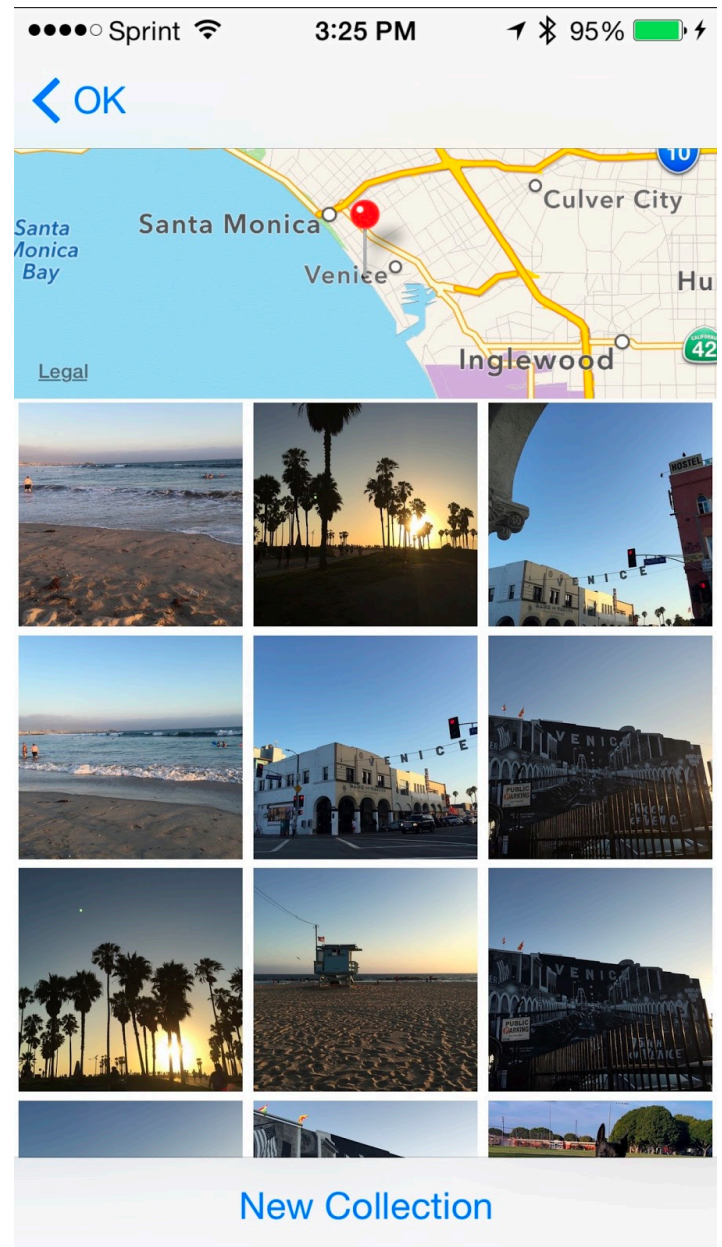 Sprint 3:25 PM 95%
OK
10
Culver City
Santa Monica
Santa
Monica
Bay
Venice
Hu
Inglewood
42
Legal
HOSTEL
VENICE
VENICE
VENICE
PUBLIC
PARKING
VENICE
PUBLIC
PARKING
New Collection